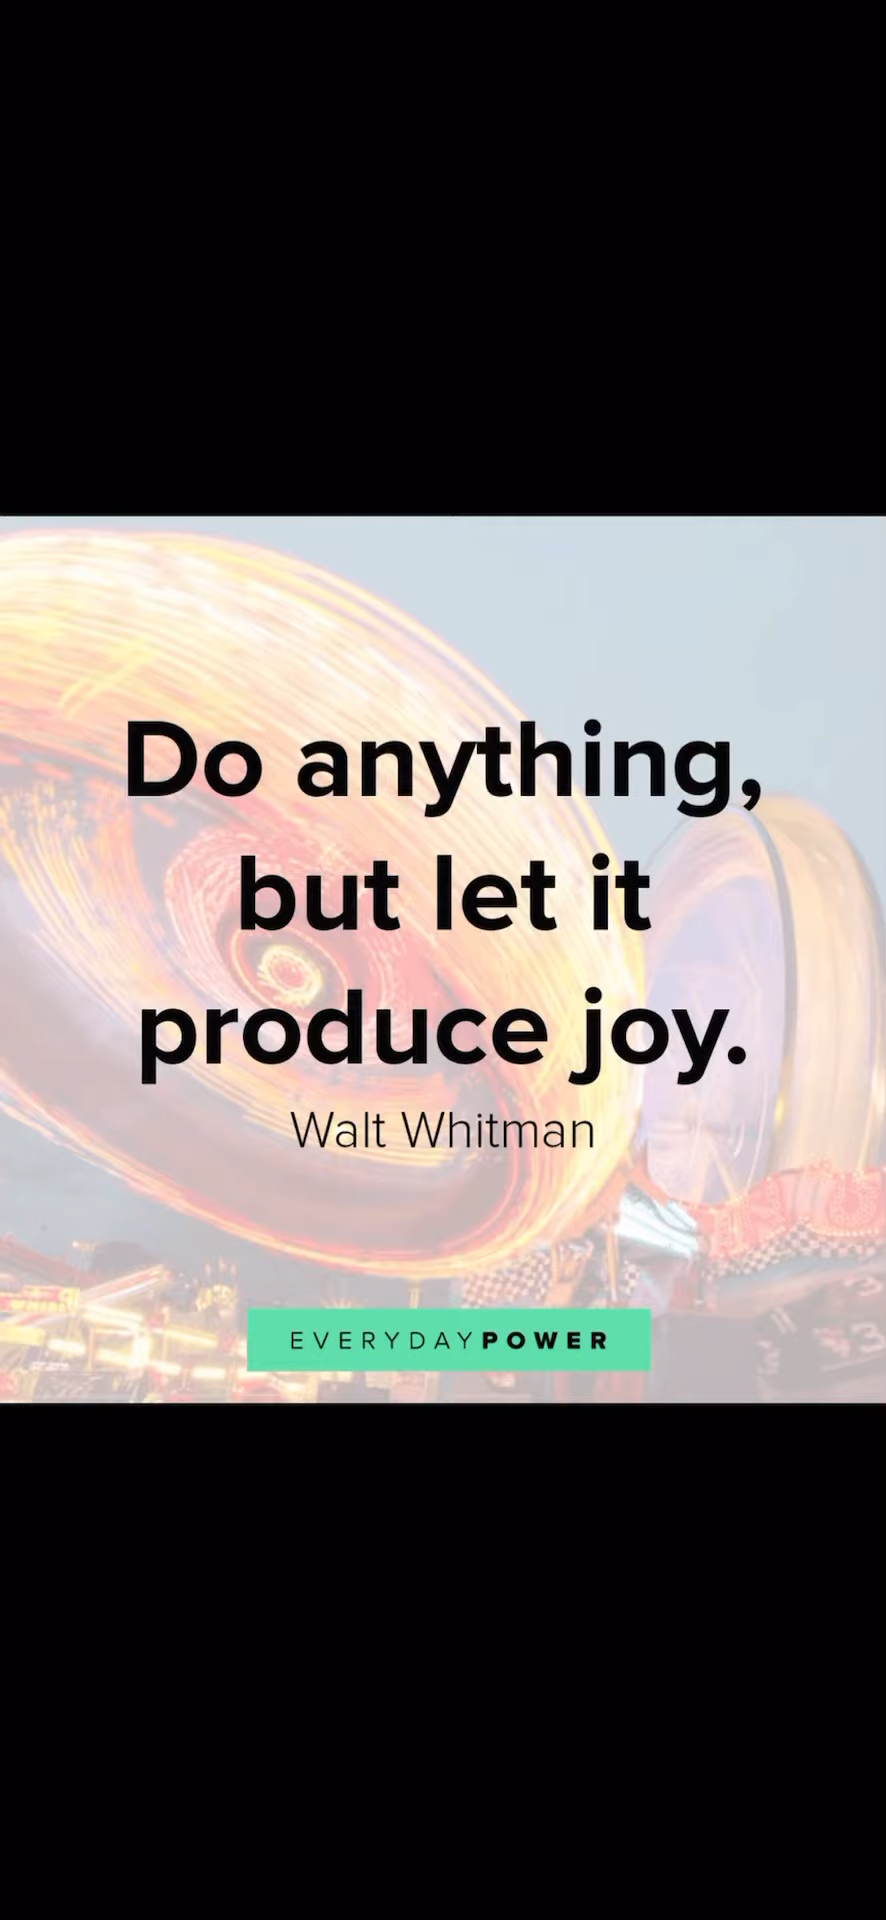 Do anything,
but let it
produce joy.
Walt Whitman
EVERYDAYPOWER